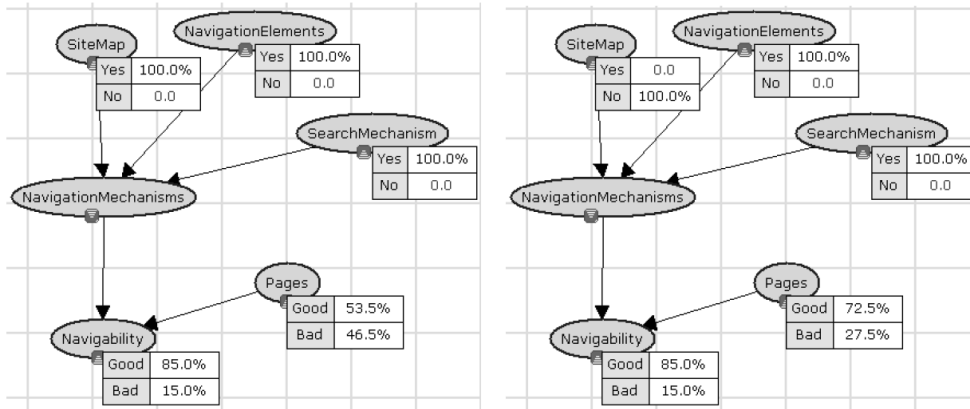 NavigationElements
SiteMap
Yes 100.0%
No 0.0
Yes 100.0%
No 0.0
SearchMechanism
Yes 100.0%
No 0.0
NavigationMechanisms
Pages
Good 53.5%
Bad 46.5%
Navigability
Good 85.0%
Bad 15.0%
NavigationElements
SiteMap
Yes 100.0%
No 0.0
Yes 0.0
No 100.0%
SearchMechanism
Yes 100.0%
No 0.0
NavigationMechanisms
Pages
Good 72.5%
Bad 27.5%
Navigability
Good 85.0%
Bad 15.0%